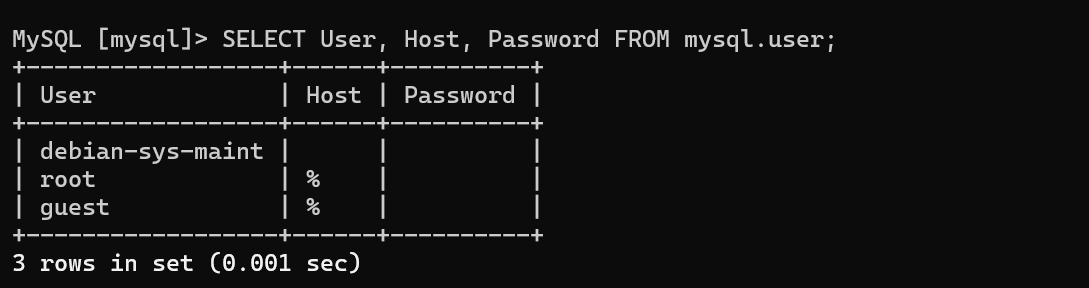 MySQL [mysql]> SELECT User, Host, Password FROM mysql.user;
+------------------+------+----------+
| User             | Host | Password |
+------------------+------+----------+
| debian-sys-maint |      |          |
| root             | %    |          |
| guest            | %    |          |
+------------------+------+----------+
3 rows in set (0.001 sec)